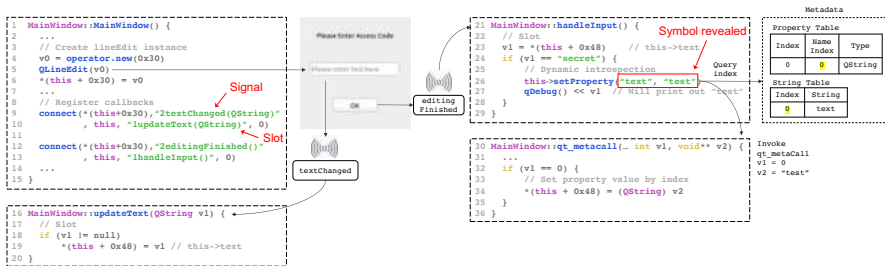 1 MainWindow::MainWindow() {
2 ...
3 // Create lineEdit instance
4 v0 = operator.new(0x30)
5 QLineEdit(v0)
6 *(this + 0x30) = v0
7 ...
8 // Register callbacks
Signal
9 connect(*(this+0x30),"2textChanged(QString)"
10 , this, "1updateText(QString)", 0)
Slot
11
12 connect(*(this+0x30),"2editingFinished()"
13 , this, "1handleInput()", 0)
14 ...
15 }
16 MainWindow::updateText(QString v1) {
17 // Slot
18 if (v1 != null)
19 *(this + 0x48) = v1 // this->text
20 }
Please Enter Access Code
Please enter text here
OK
textChanged
editing
Finished
21 MainWindow::handleInput() {
22 // Slot
23 v1 = *(this + 0x48) // this->text
24 if (v1 == "secret") {
25 // Dynamic introspection
26 this->setProperty("text", "test")
27 qDebug() << v1 // Will print out "test"
28 }
29 }
Symbol revealed
Query
index
30 MainWindow::qt_metacall(… int v1, void** v2) {
31 ...
32 if (v1 == 0) {
33 // Set property value by index
34 *(this + 0x48) = (QString) v2
35 }
36 }
Metadata
Property Table
Index Name Index Type
0 0 QString
String Table
Index String
0 text
Invoke
qt_metaCall
v1 = 0
v2 = "test"